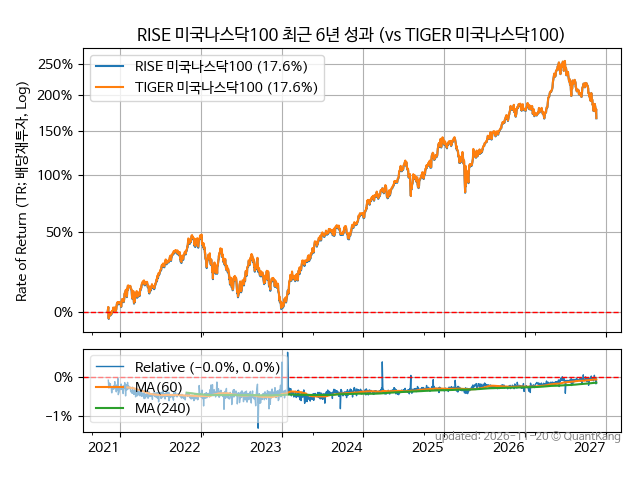 RISE 미국나스닥100 최근 6년 성과 (vs TIGER 미국나스닥100)
Rate of Return (TR: 배당재투자, Log)
250%
200%
150%
100%
50%
0%
RISE 미국나스닥100 (17.6%)
TIGER 미국나스닥100 (17.6%)
0%
−1%
Relative (-0.0%, 0.0%)
MA(60)
MA(240)
updated: 2026-11-20 © QuantKang
2021 2022 2023 2024 2025 2026 2027